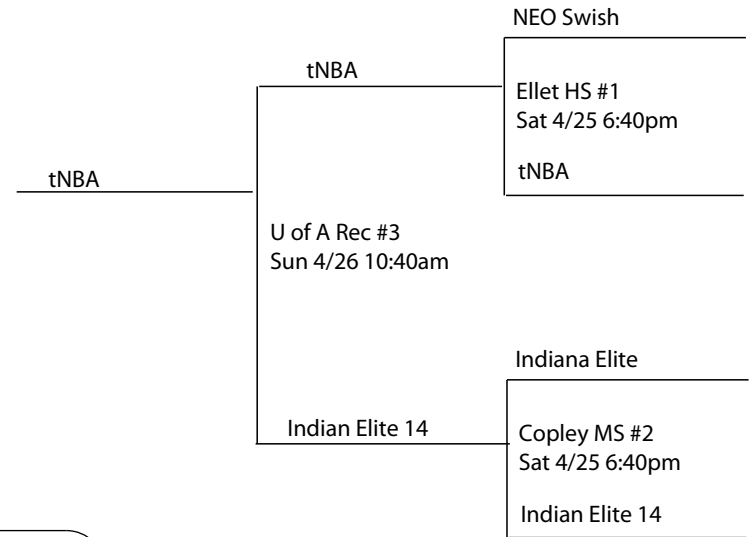 NEO Swish
tNBA
Ellet HS #1
Sat 4/25 6:40pm
tNBA
tNBA
U of A Rec #3
Sun 4/26 10:40am
Indiana Elite
Indian Elite 14
Copley MS #2
Sat 4/25 6:40pm
Indian Elite 14